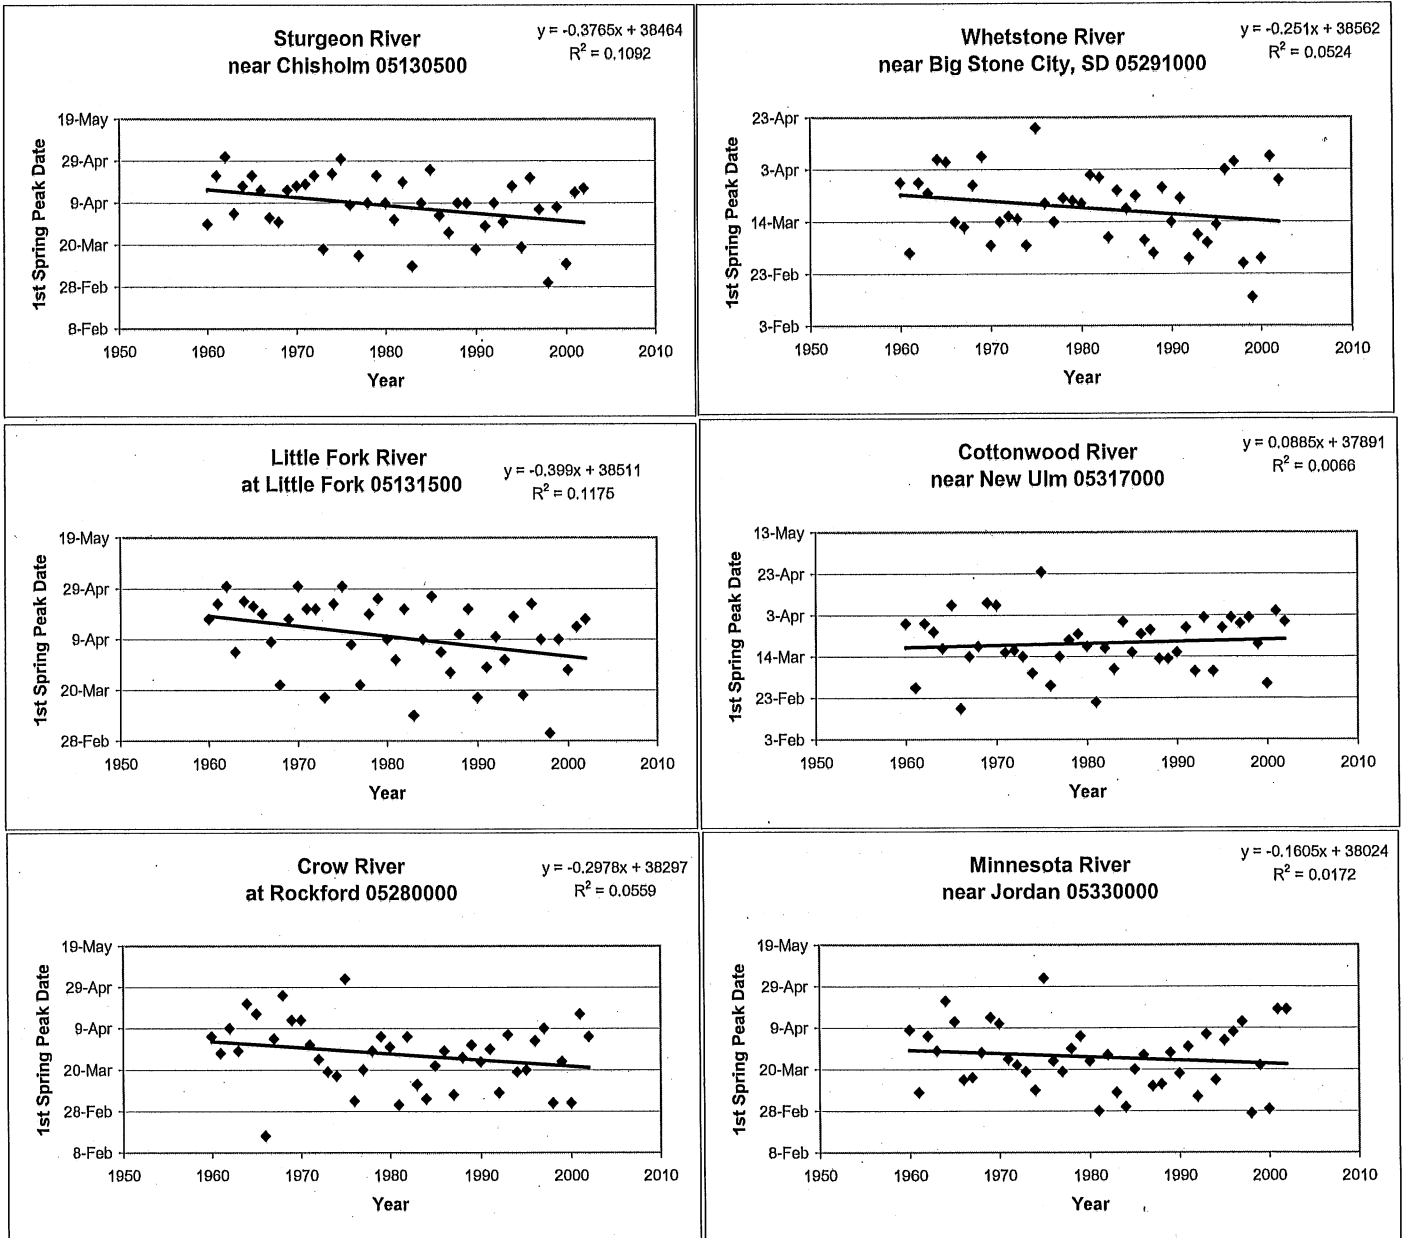 Sturgeon River
near Chisholm 05130500
y = -0.3765x + 38464
R² = 0.1092
1st Spring Peak Date
19-May
29-Apr
9-Apr
20-Mar
28-Feb
8-Feb
1950 1960 1970 1980 1990 2000 2010
Year
Whetstone River
near Big Stone City, SD 05291000
y = -0.251x + 38562
R² = 0.0524
1st Spring Peak Date
23-Apr
3-Apr
14-Mar
23-Feb
3-Feb
1950 1960 1970 1980 1990 2000 2010
Year
Little Fork River
at Little Fork 05131500
y = -0.399x + 38511
R² = 0.1175
1st Spring Peak Date
19-May
29-Apr
9-Apr
20-Mar
28-Feb
1950 1960 1970 1980 1990 2000 2010
Year
Cottonwood River
near New Ulm 05317000
y = 0.0885x + 37891
R² = 0.0066
1st Spring Peak Date
13-May
23-Apr
3-Apr
14-Mar
23-Feb
3-Feb
1950 1960 1970 1980 1990 2000 2010
Year
Crow River
at Rockford 05280000
y = -0.2978x + 38297
R² = 0.0559
1st Spring Peak Date
19-May
29-Apr
9-Apr
20-Mar
28-Feb
8-Feb
1950 1960 1970 1980 1990 2000 2010
Year
Minnesota River
near Jordan 05330000
y = -0.1605x + 38024
R² = 0.0172
1st Spring Peak Date
19-May
29-Apr
9-Apr
20-Mar
28-Feb
8-Feb
1950 1960 1970 1980 1990 2000 2010
Year